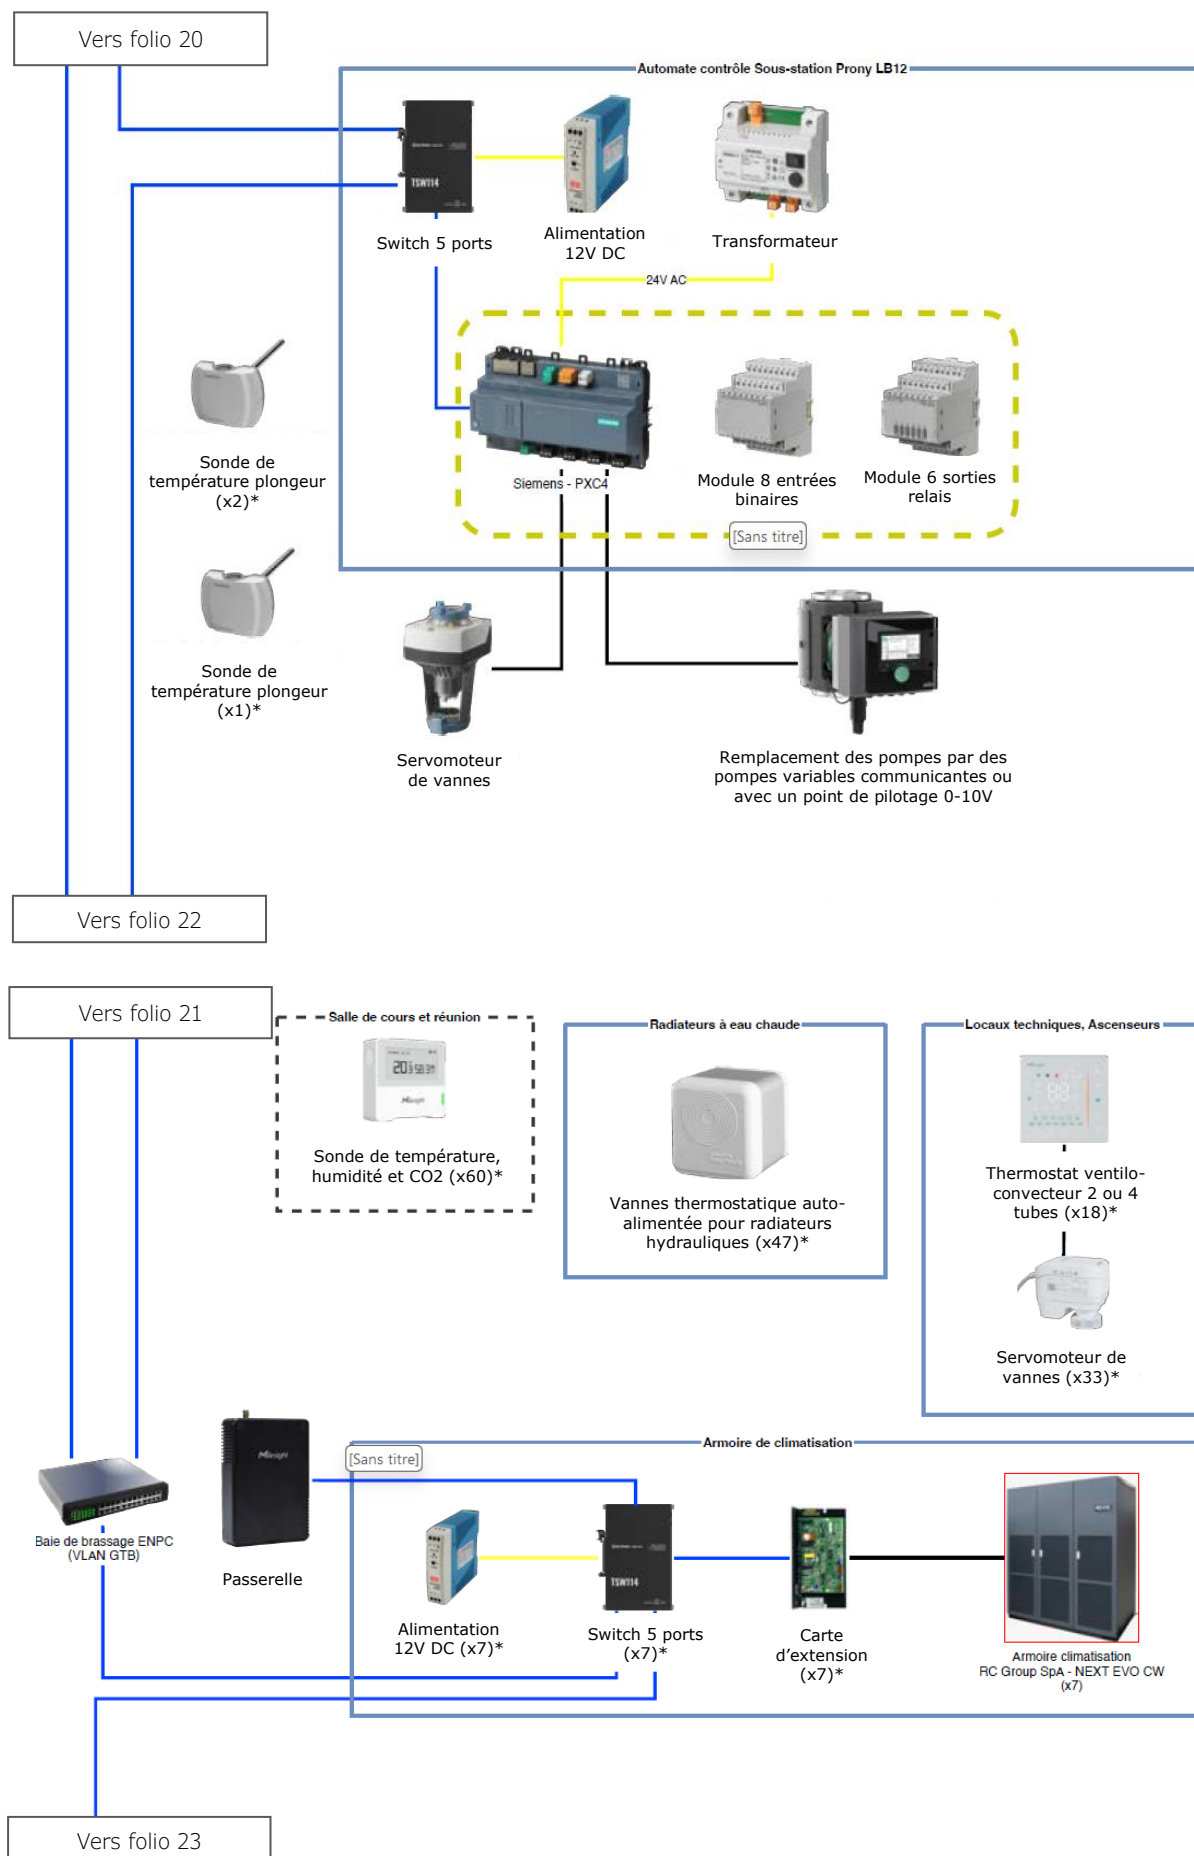 Vers folio 20
Automate contrôle Sous-station Prony LB12
TSW114
Switch 5 ports
Alimentation
12V DC
Transformateur
24V AC
Siemens - PXC4
Module 8 entrées
binaires
Module 6 sorties
relais
[Sans titre]
Sonde de
température plongeur
(x2)*
Sonde de
température plongeur
(x1)*
Servomoteur
de vannes
Remplacement des pompes par des
pompes variables communicantes ou
avec un point de pilotage 0-10V
Vers folio 22
Vers folio 21
Salle de cours et réunion
Milesight
Sonde de température,
humidité et CO2 (x60)*
Radiateurs à eau chaude
Vannes thermostatique auto-
alimentée pour radiateurs
hydrauliques (x47)*
Locaux techniques, Ascenseurs
Thermostat ventilo-
convecteur 2 ou 4
tubes (x18)*
Servomoteur de
vannes (x33)*
Baie de brassage ENPC
(VLAN GTB)
Milesight
Passerelle
[Sans titre]
Armoire de climatisation
Alimentation
12V DC (x7)*
TSW114
Switch 5 ports
(x7)*
Carte
d'extension
(x7)*
Armoire climatisation
RC Group SpA - NEXT EVO CW
(x7)
Vers folio 23